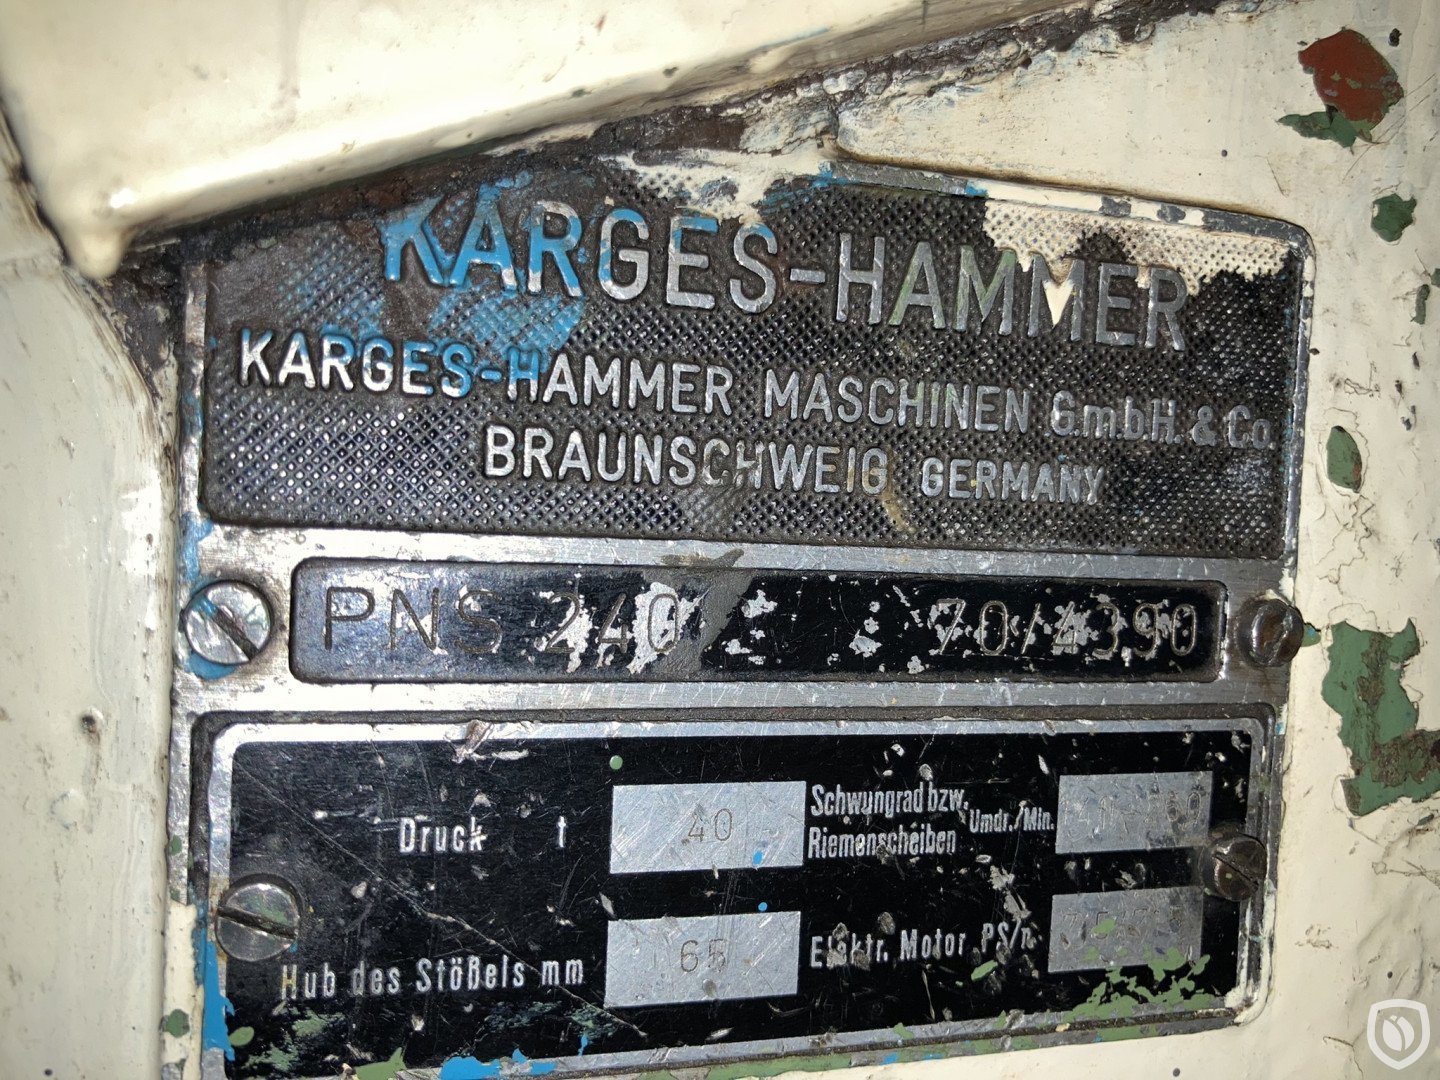 KARGES-HAMMER
KARGES-HAMMER MASCHINEN G.m.b.H. & Co.
BRAUNSCHWEIG GERMANY
PNS 240 70/4390
Druck t 40
Schwungrad bzw. Riemenscheiben Umdr./Min.
Hub des Stößels mm 65
Elektr. Motor PS/n.